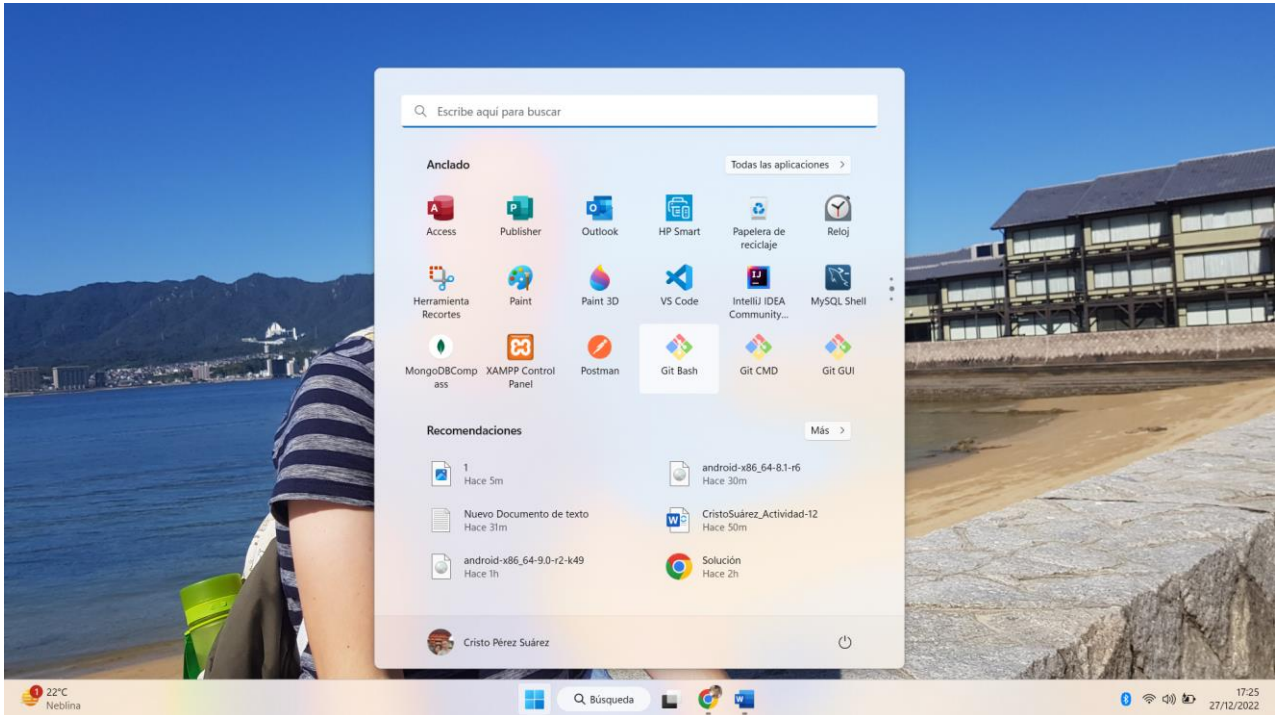 Escribe aquí para buscar
Anclado
Todas las aplicaciones
Access
Publisher
Outlook
HP Smart
Papelera de
reciclaje
Reloj
Herramienta
Recortes
Paint
Paint 3D
VS Code
IntelliJ IDEA
Community...
MySQL Shell
MongoDBComp
ass
XAMPP Control
Panel
Postman
Git Bash
Git CMD
Git GUI
Recomendaciones
Más
1
Hace 5m
android-x86_64-8.1-r6
Hace 30m
Nuevo Documento de texto
Hace 31m
CristoSuárez_Actividad-12
Hace 50m
android-x86_64-9.0-r2-k49
Hace 1h
Solución
Hace 2h
Cristo Pérez Suárez
1
22°C
Neblina
Búsqueda
17:25
27/12/2022